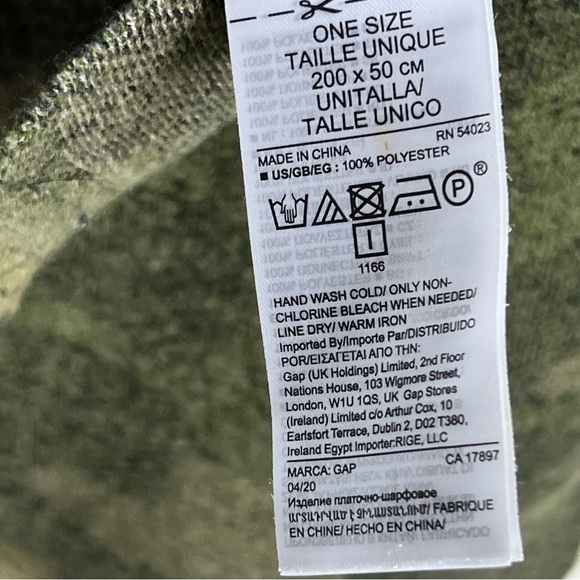 ONE SIZE
TAILLE UNIQUE
200 x 50 CM
UNITALLA/
TALLE UNICO
RN 54023
MADE IN CHINA
■ US/GB/EG : 100% POLYESTER
P ®
1166
HAND WASH COLD/ ONLY NON-
CHLORINE BLEACH WHEN NEEDED/
LINE DRY/ WARM IRON
Imported By/Importe Par/DISTRIBUIDO
POR/ΕΙΣΑΓΕΤΑΙ ΑΠΟ ΤΗΝ:
Gap (UK Holdings) Limited, 2nd Floor
Nations House, 103 Wigmore Street,
London, W1U 1QS, UK Gap Stores
(Ireland) Limited c/o Arthur Cox, 10
Earlsfort Terrace, Dublin 2, D02 T380,
Ireland Egypt Importer:RIGE, LLC
MARCA: GAP
CA 17897
04/20
Изделие платочно-шарфовое
ԱՐՏԱԴՐՎԱԾ Է ՉԻՆԱՍՏԱՆՈՒՄ/ FABRIQUE
EN CHINE/ HECHO EN CHINA/